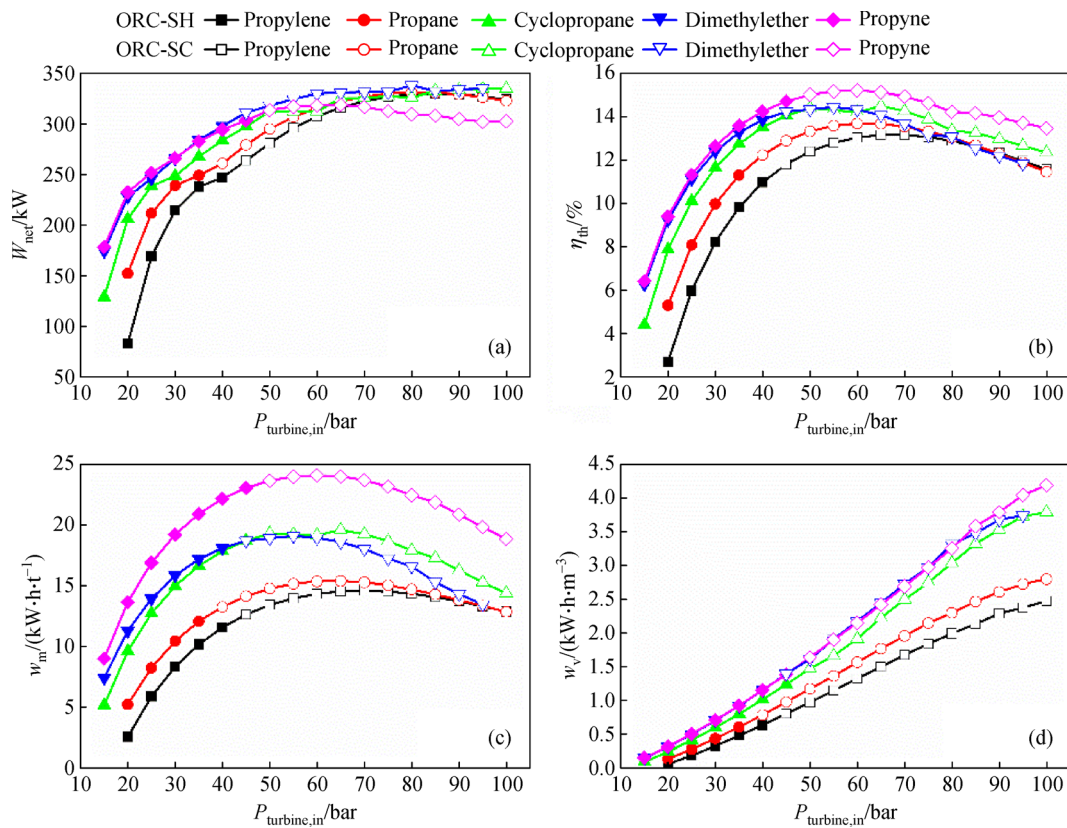 ORC-SH Propylene Propane Cyclopropane Dimethylether Propyne
ORC-SC Propylene Propane Cyclopropane Dimethylether Propyne
350
300
250
200
150
100
50
W_net/kW
(a)
10 20 30 40 50 60 70 80 90 100
P_turbine,in/bar
16
14
12
10
8
6
4
2
η_th/%
(b)
10 20 30 40 50 60 70 80 90 100
P_turbine,in/bar
25
20
15
10
5
0
w_m/(kW·h·t⁻¹)
(c)
10 20 30 40 50 60 70 80 90 100
P_turbine,in/bar
4.5
4.0
3.5
3.0
2.5
2.0
1.5
1.0
0.5
0.0
w_v/(kW·h·m⁻³)
(d)
10 20 30 40 50 60 70 80 90 100
P_turbine,in/bar